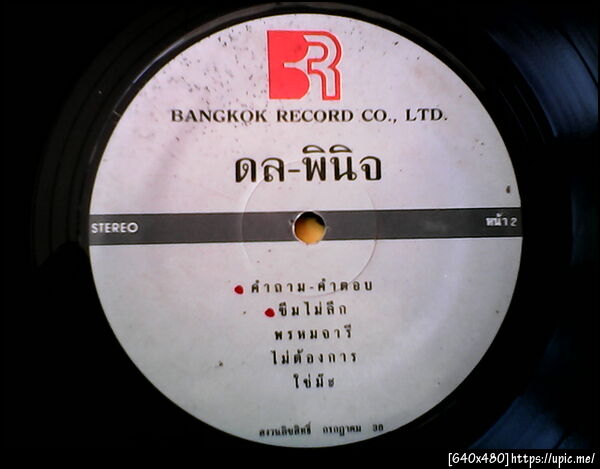 BR
BANGKOK RECORD CO., LTD.
ดล-พินิจ
STEREO
หน้า 2
คำถาม-คำตอบ
ซึมไม่ลึก
พรหมจารี
ไม่ต้องการ
ใช่มั๊ย
สงวนลิขสิทธิ์ กรกฎาคม 38
[640x480]https://upic.me/